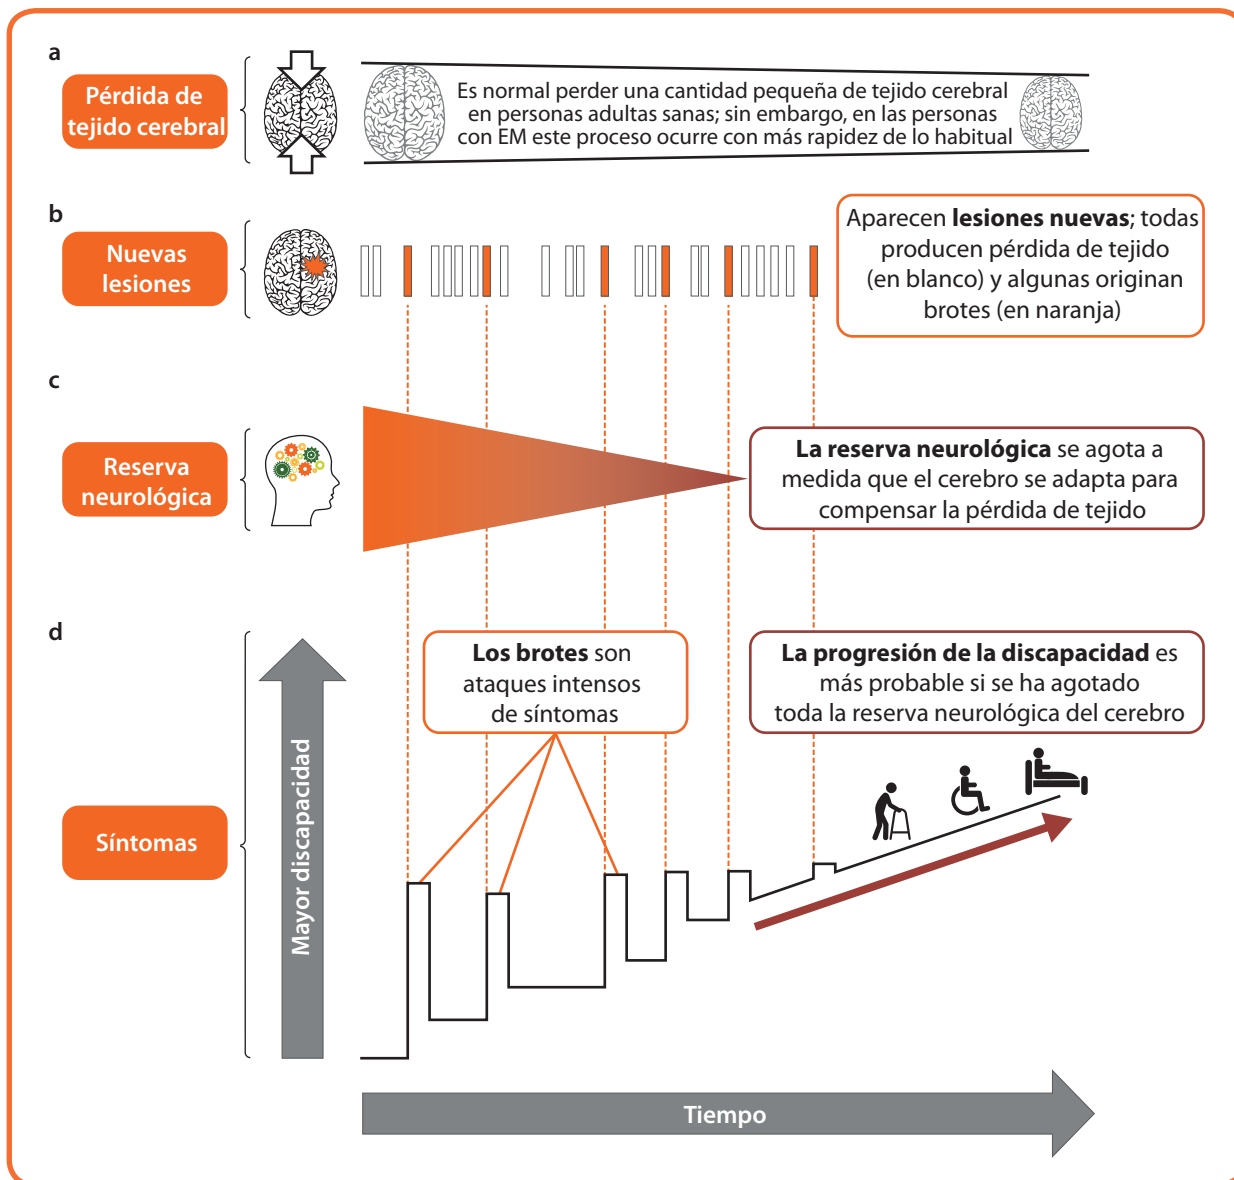 a
Pérdida de
tejido cerebral
Es normal perder una cantidad pequeña de tejido cerebral
en personas adultas sanas; sin embargo, en las personas
con EM este proceso ocurre con más rapidez de lo habitual
b
Nuevas
lesiones
Aparecen lesiones nuevas; todas
producen pérdida de tejido
(en blanco) y algunas originan
brotes (en naranja)
c
Reserva
neurológica
La reserva neurológica se agota a
medida que el cerebro se adapta para
compensar la pérdida de tejido
d
Síntomas
Mayor discapacidad
Los brotes son
ataques intensos
de síntomas
La progresión de la discapacidad es
más probable si se ha agotado
toda la reserva neurológica del cerebro
Tiempo